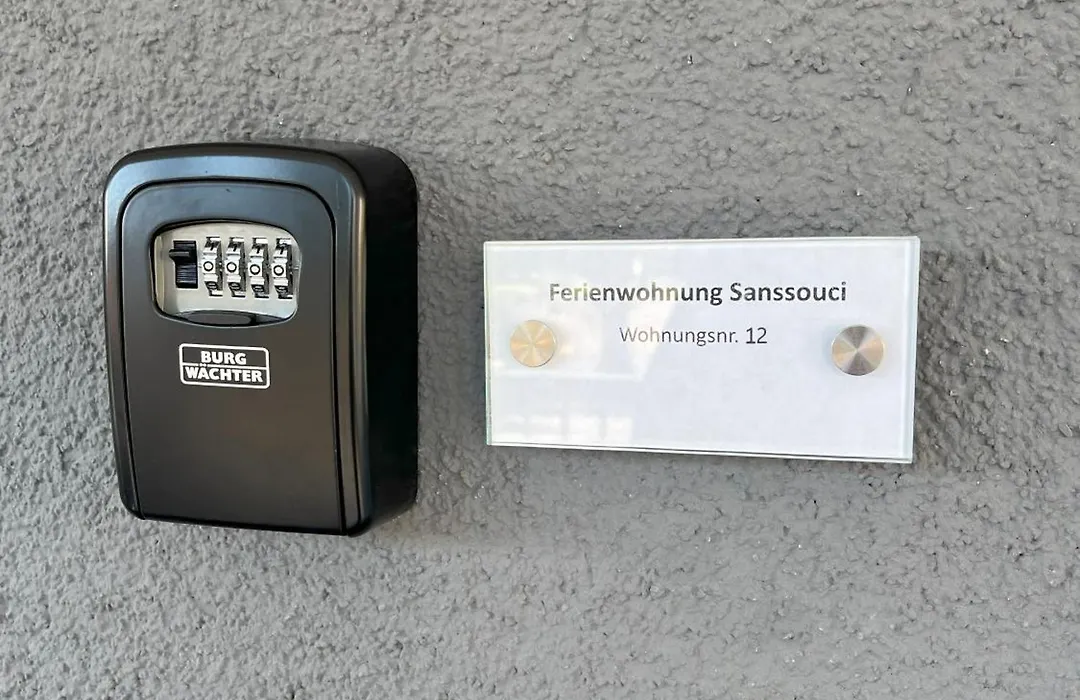 BURG
WÄCHTER
Ferienwohnung Sanssouci
Wohnungsnr. 12